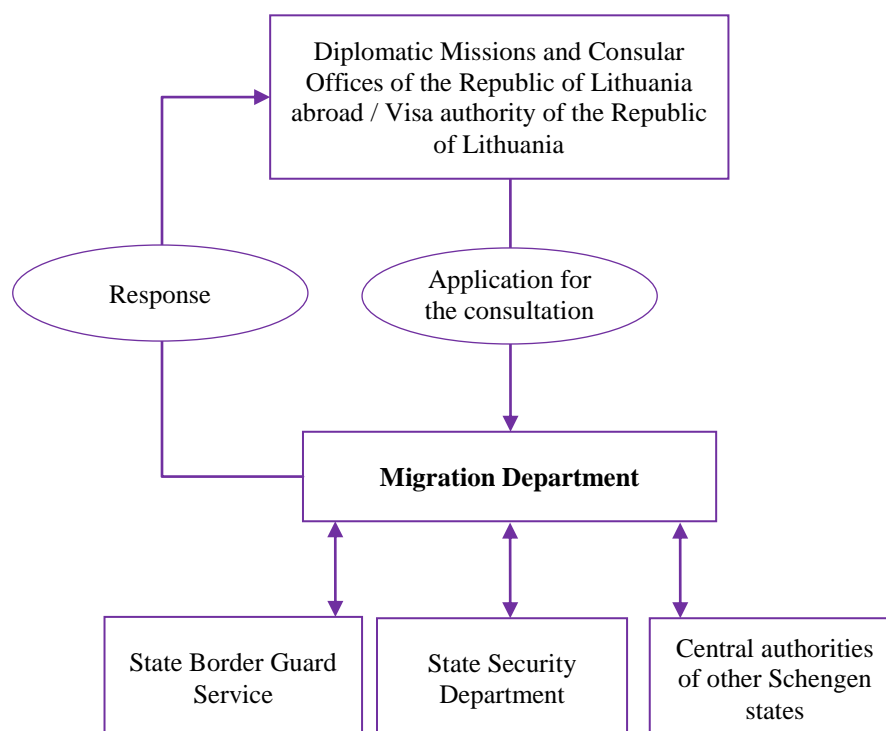 Diplomatic Missions and Consular
Offices of the Republic of Lithuania
abroad / Visa authority of the Republic
of Lithuania
Response
Application for
the consultation
Migration Department
State Border Guard
Service
State Security
Department
Central authorities
of other Schengen
states